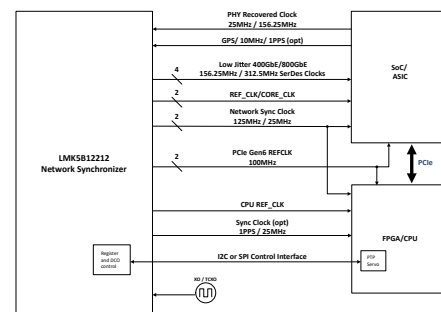 PHY Recovered Clock
25MHz / 156.25MHz
GPS/ 10MHz/ 1PPS (opt)
Low Jitter 400GbE/800GbE
156.25MHz / 312.5MHz SerDes Clocks
4
REF_CLK/CORE_CLK
2
Network Sync Clock
125MHz / 25MHz
2
PCIe Gen6 REFCLK
100MHz
2
CPU REF_CLK
Sync Clock (opt)
1PPS / 25MHz
I2C or SPI Control Interface
LMK5B12212
Network Synchronizer
Register
and DCO
control
XO / TCXO
SoC/
ASIC
PCIe
FPGA/CPU
PTP
Servo